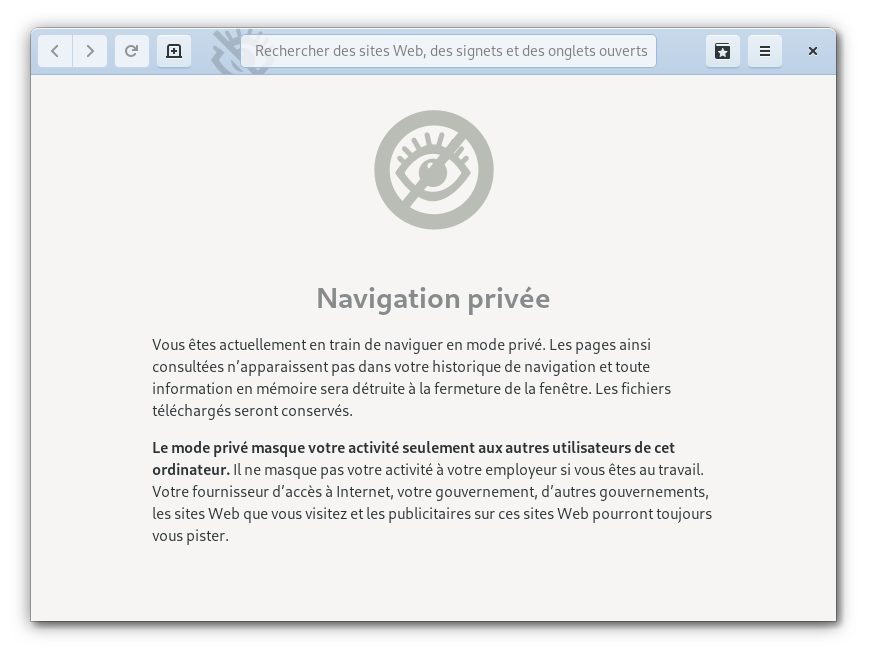 Rechercher des sites Web, des signets et des onglets ouverts
Navigation privée
Vous êtes actuellement en train de naviguer en mode privé. Les pages ainsi
consultées n’apparaissent pas dans votre historique de navigation et toute
information en mémoire sera détruite à la fermeture de la fenêtre. Les fichiers
téléchargés seront conservés.
Le mode privé masque votre activité seulement aux autres utilisateurs de cet
ordinateur. Il ne masque pas votre activité à votre employeur si vous êtes au travail.
Votre fournisseur d’accès à Internet, votre gouvernement, d’autres gouvernements,
les sites Web que vous visitez et les publicitaires sur ces sites Web pourront toujours
vous pister.